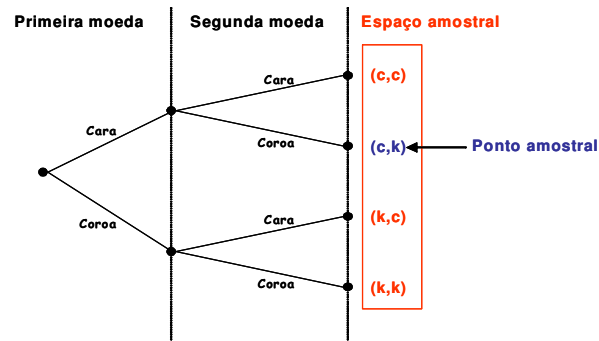 Primeira moeda
Segunda moeda
Espaço amostral
Cara
(c,c)
Cara
Coroa
(c,k)
Ponto amostral
Coroa
Cara
(k,c)
Coroa
(k,k)